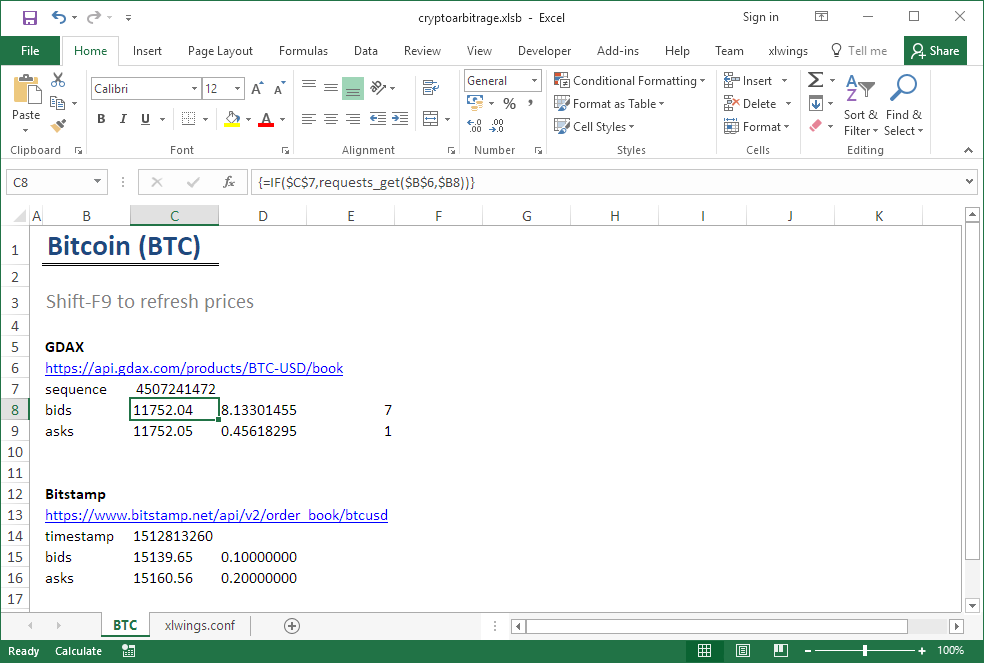 cryptoarbitrage.xlsb - Excel
Sign in
File Home Insert Page Layout Formulas Data Review View Developer Add-ins Help Team xlwings Tell me Share
Calibri 12 General Conditional Formatting Insert
Paste Format as Table Delete Sort & Find &
B I U A % , Cell Styles Format Filter Select
Clipboard Font Alignment Number Styles Cells Editing
C8 fx {=IF($C$7,requests_get($B$6,$B8))}
A B C D E F G H I J K
1 Bitcoin (BTC)
2
3 Shift-F9 to refresh prices
4
5 GDAX
6 https://api.gdax.com/products/BTC-USD/book
7 sequence 4507241472
8 bids 11752.04 8.13301455 7
9 asks 11752.05 0.45618295 1
10
11
12 Bitstamp
13 https://www.bitstamp.net/api/v2/order_book/btcusd
14 timestamp 1512813260
15 bids 15139.65 0.10000000
16 asks 15160.56 0.20000000
17
BTC xlwings.conf
Ready Calculate 100%